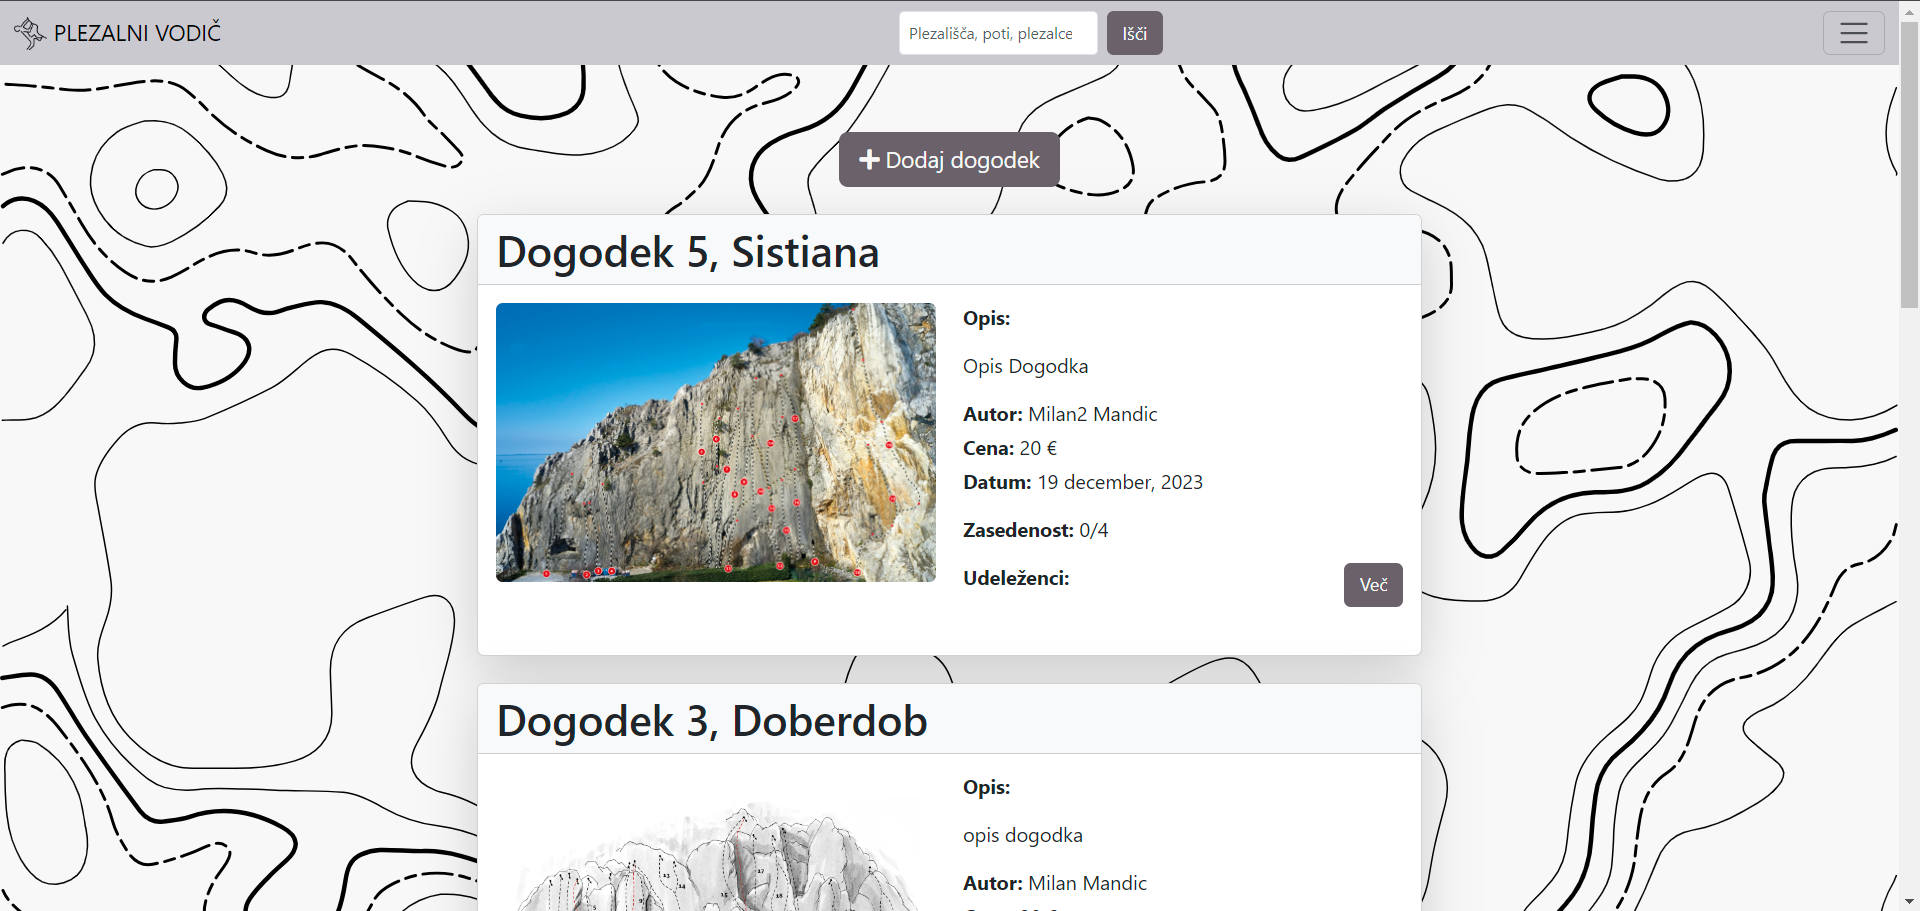 PLEZALNI VODIČ
Plezališča, poti, plezalce
Išči
Dodaj dogodek
Dogodek 5, Sistiana
Opis:
Opis Dogodka
Autor: Milan2 Mandic
Cena: 20 €
Datum: 19 december, 2023
Zasedenost: 0/4
Udeleženci:
Več
Dogodek 3, Doberdob
Opis:
opis dogodka
Autor: Milan Mandic